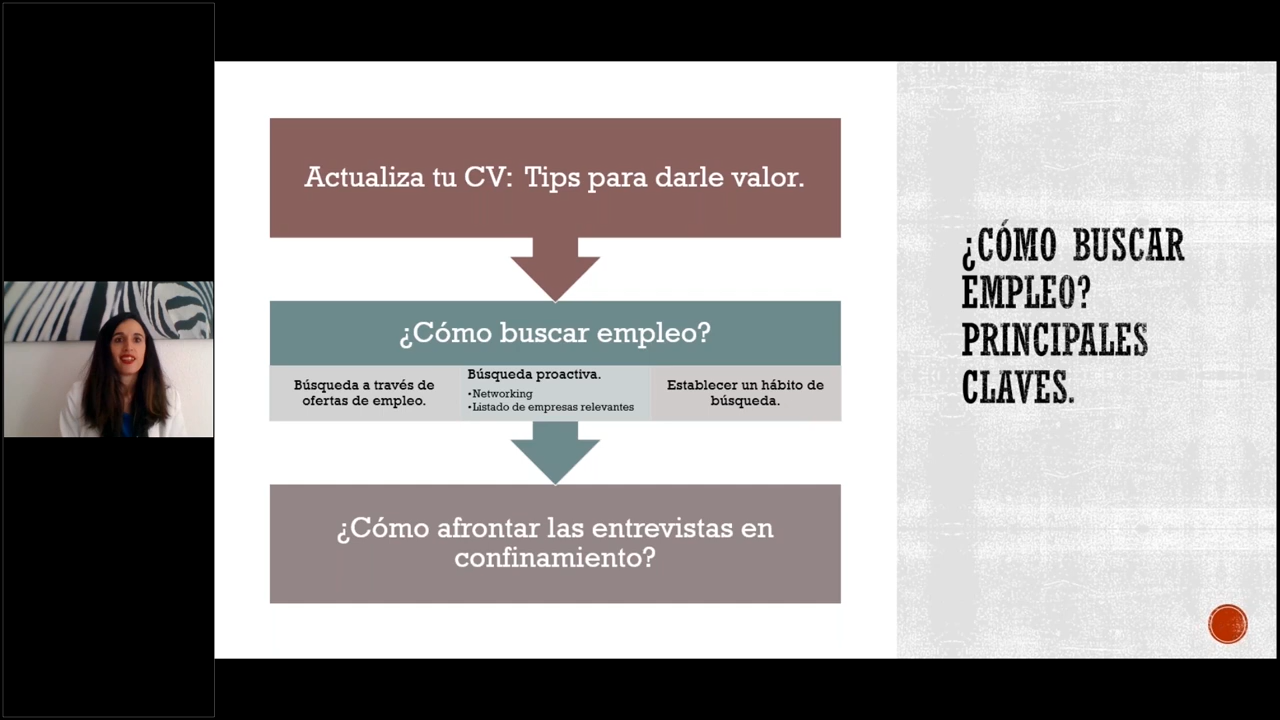 Actualiza tu CV: Tips para darle valor.
¿Cómo buscar empleo?
Búsqueda a través de
ofertas de empleo.
Búsqueda proactiva.
•Networking
•Listado de empresas relevantes
Establecer un hábito de
búsqueda.
¿Cómo afrontar las entrevistas en
confinamiento?
¿CÓMO BUSCAR
EMPLEO?
PRINCIPALES
CLAVES.